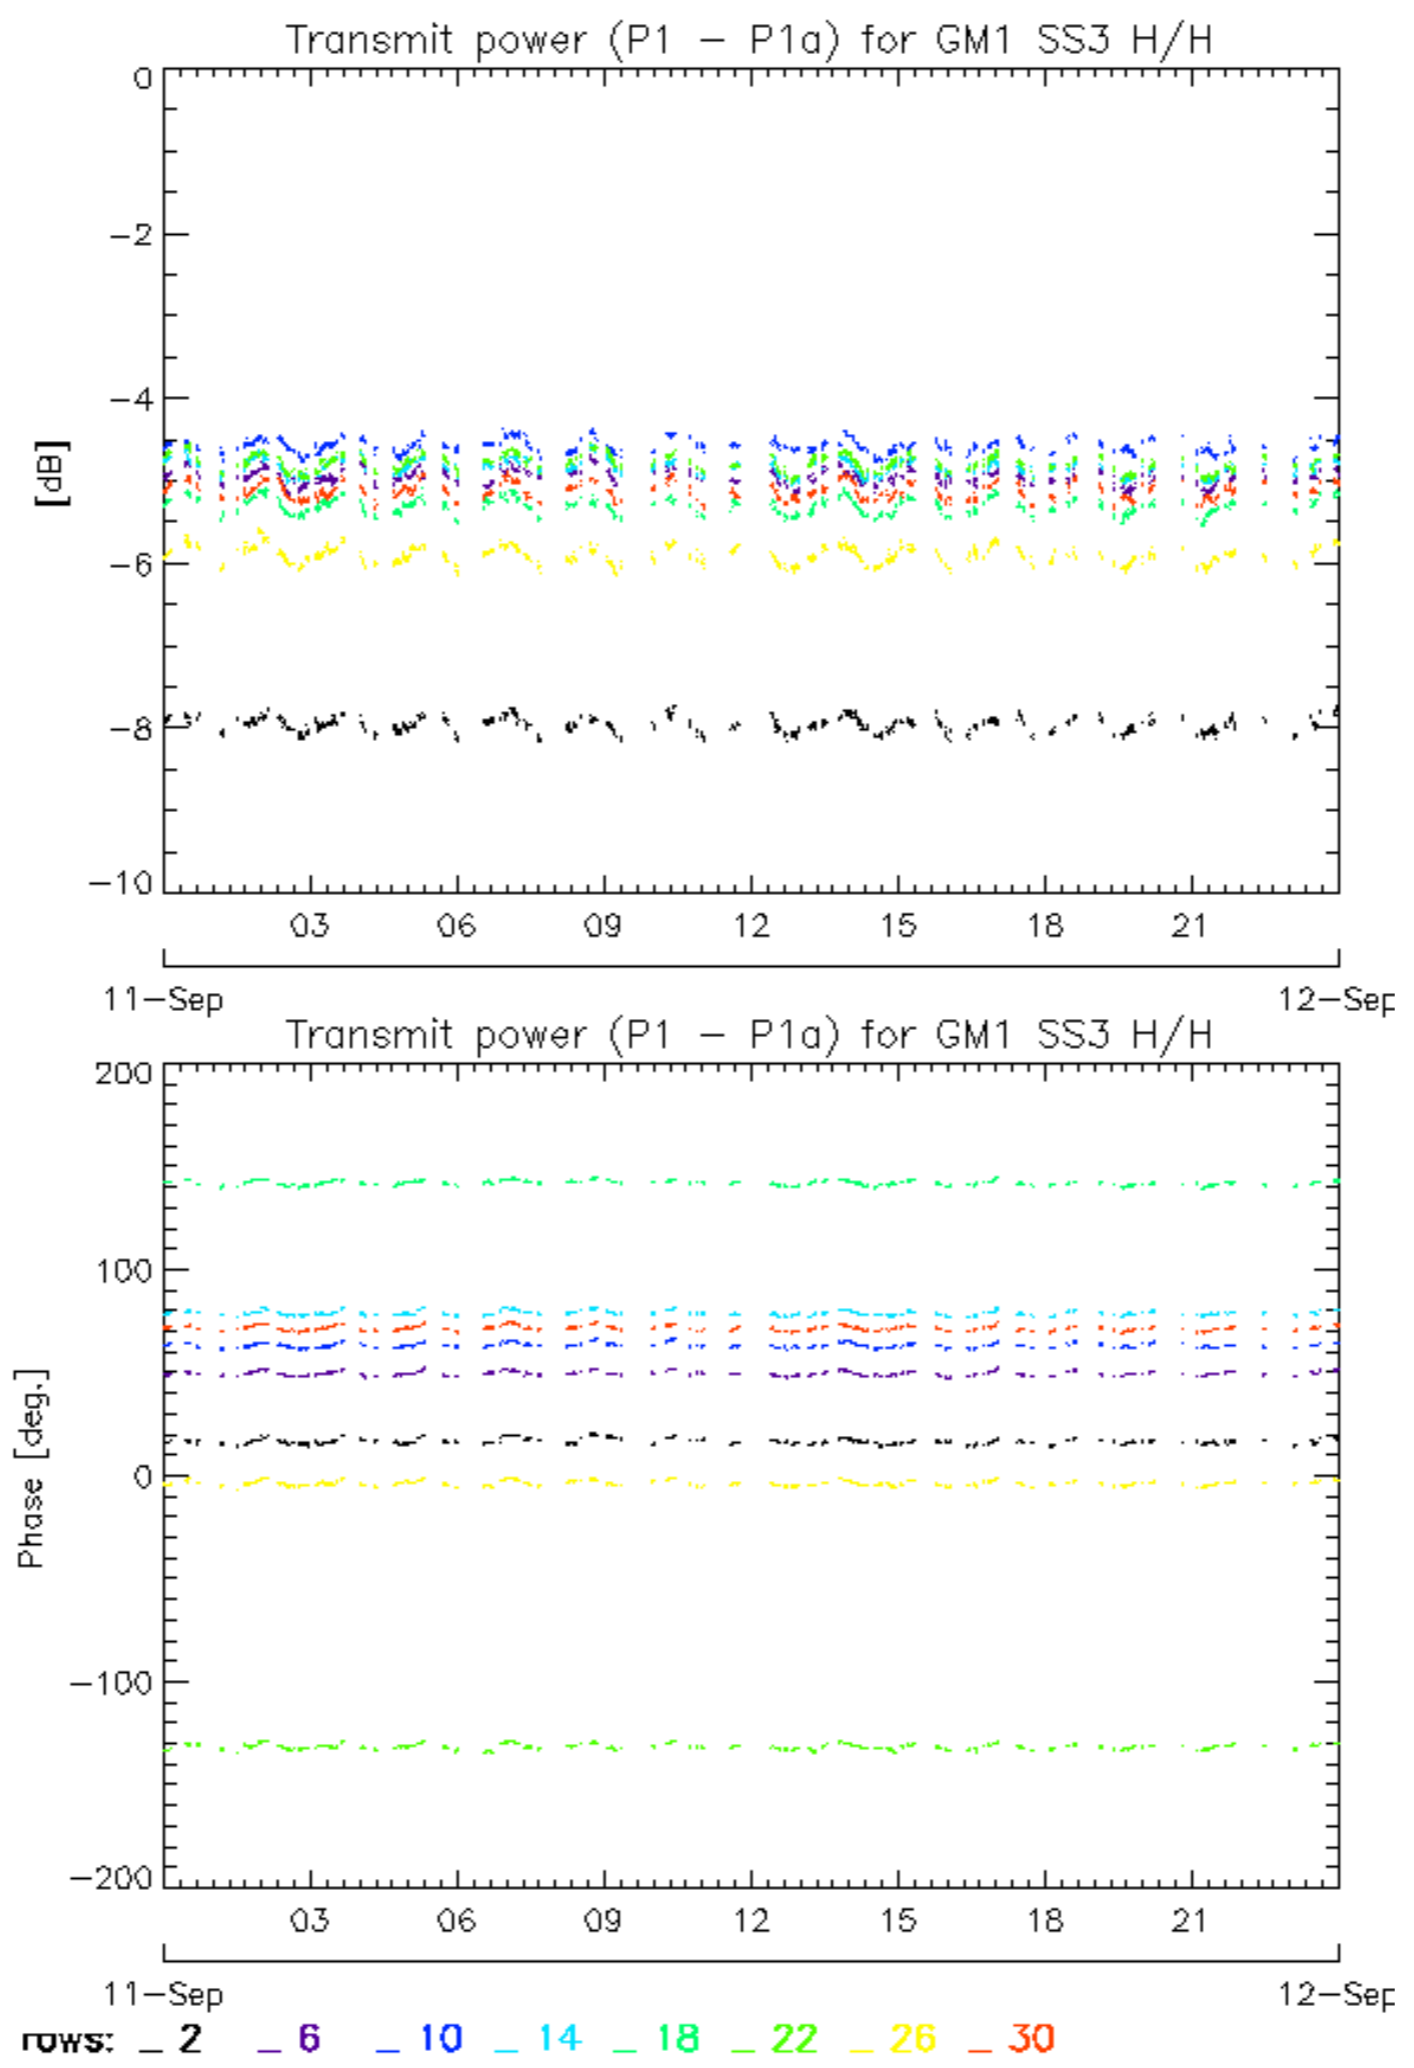 Transmit power (P1 - P1a) for GM1 SS3 H/H
0
-2
-4
-6
-8
-10
[dB]
03 06 09 12 15 18 21
11-Sep 12-Sep
Transmit power (P1 - P1a) for GM1 SS3 H/H
200
100
0
-100
-200
Phase [deg.]
03 06 09 12 15 18 21
11-Sep 12-Sep
rows: _ 2 _ 6 _ 10 _ 14 _ 18 _ 22 _ 26 _ 30